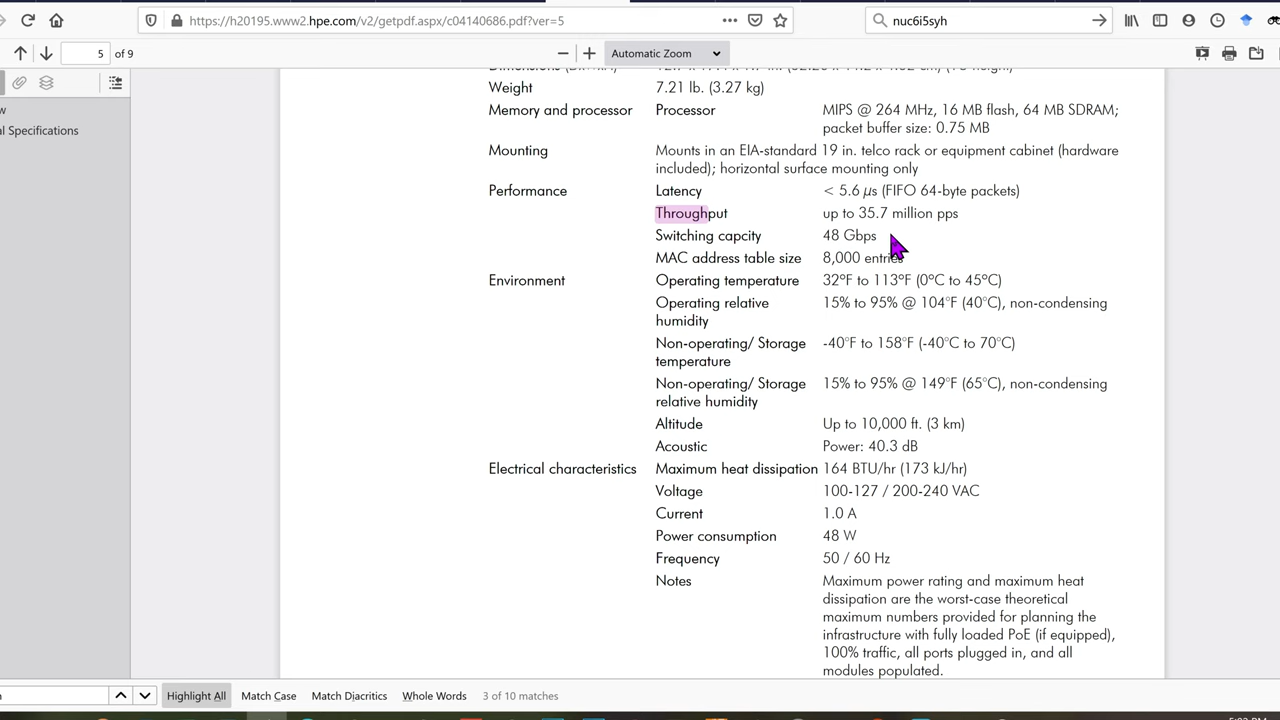 https://h20195.www2.hpe.com/v2/getpdf.aspx/c04140686.pdf?ver=5
nuc6i5syh
5 of 9
Automatic Zoom
Weight 7.21 lb. (3.27 kg)
Memory and processor Processor MIPS @ 264 MHz, 16 MB flash, 64 MB SDRAM;
packet buffer size: 0.75 MB
al Specifications
Mounting Mounts in an EIA-standard 19 in. telco rack or equipment cabinet (hardware
included); horizontal surface mounting only
Performance Latency < 5.6 µs (FIFO 64-byte packets)
Throughput up to 35.7 million pps
Switching capcity 48 Gbps
MAC address table size 8,000 entries
Environment Operating temperature 32°F to 113°F (0°C to 45°C)
Operating relative 15% to 95% @ 104°F (40°C), non-condensing
humidity
Non-operating/ Storage -40°F to 158°F (-40°C to 70°C)
temperature
Non-operating/ Storage 15% to 95% @ 149°F (65°C), non-condensing
relative humidity
Altitude Up to 10,000 ft. (3 km)
Acoustic Power: 40.3 dB
Electrical characteristics Maximum heat dissipation 164 BTU/hr (173 kJ/hr)
Voltage 100-127 / 200-240 VAC
Current 1.0 A
Power consumption 48 W
Frequency 50 / 60 Hz
Notes Maximum power rating and maximum heat
dissipation are the worst-case theoretical
maximum numbers provided for planning the
infrastructure with fully loaded PoE (if equipped),
100% traffic, all ports plugged in, and all
modules populated.
Highlight All Match Case Match Diacritics Whole Words 3 of 10 matches